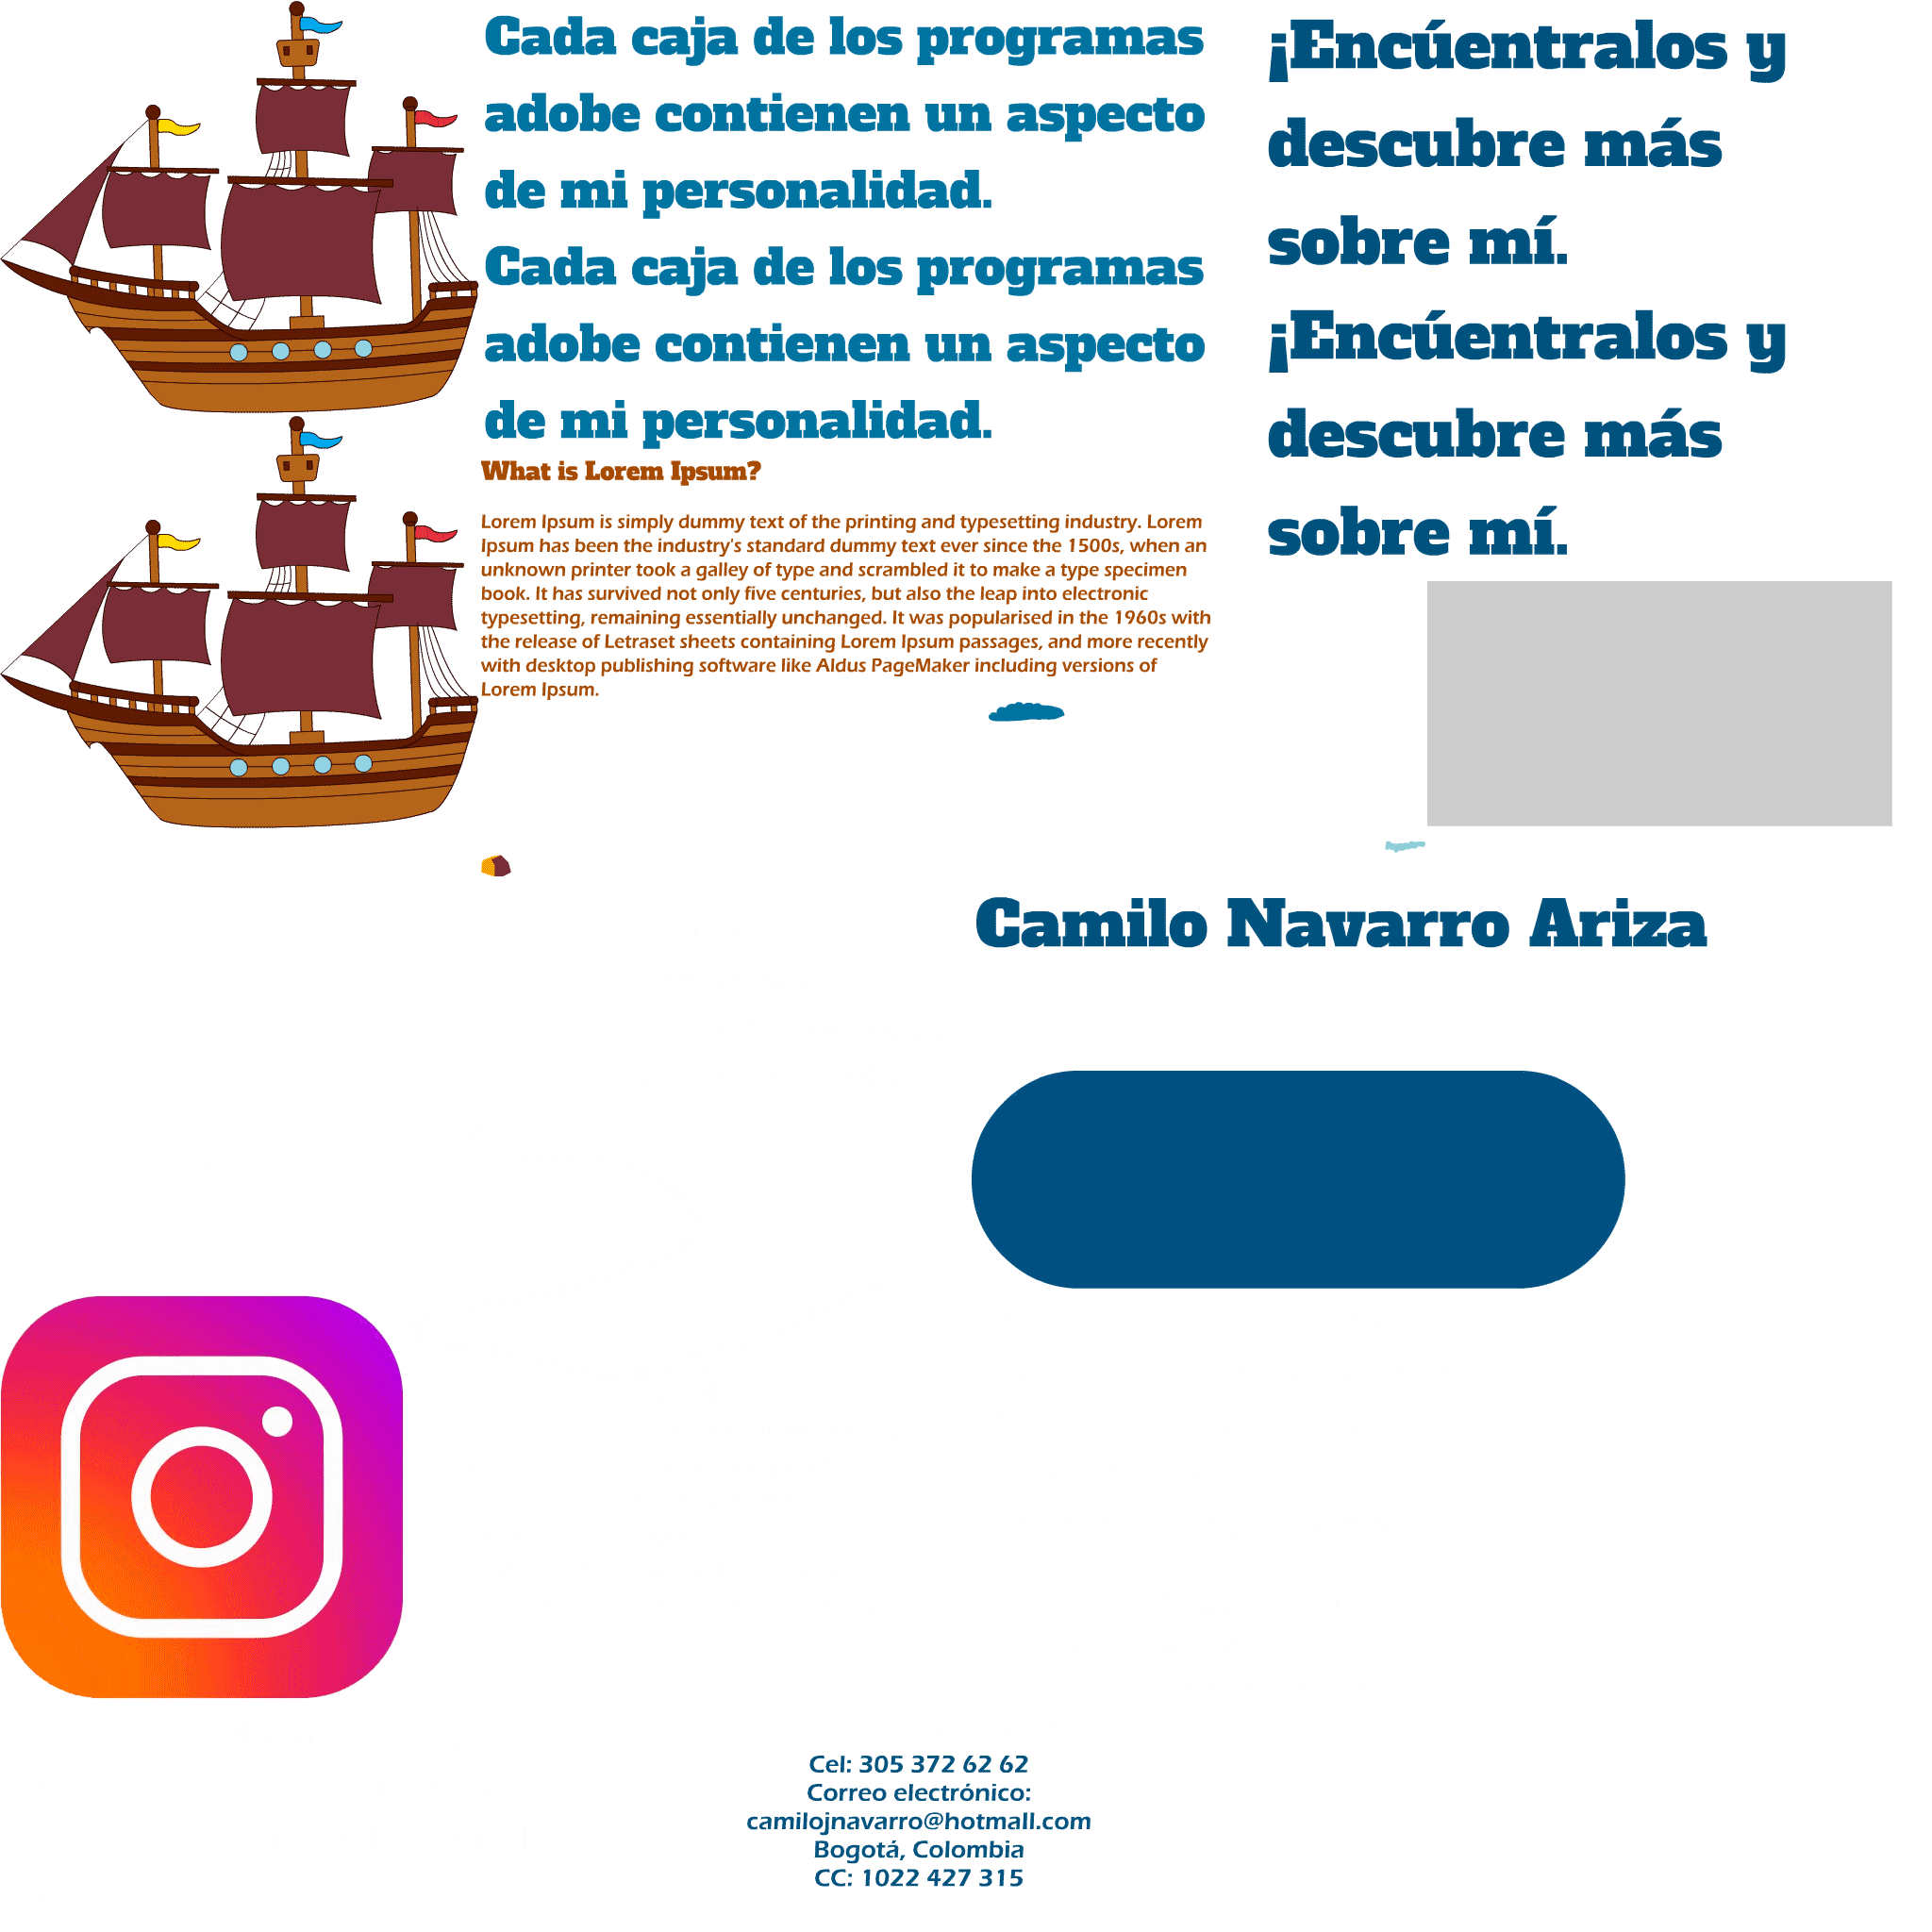 Cada caja de los programas
adobe contienen un aspecto
de mi personalidad.
Cada caja de los programas
adobe contienen un aspecto
de mi personalidad.
¡Encúentralos y
descubre más
sobre mí.
¡Encúentralos y
descubre más
sobre mí.
What is Lorem Ipsum?
Lorem Ipsum is simply dummy text of the printing and typesetting industry. Lorem
Ipsum has been the industry's standard dummy text ever since the 1500s, when an
unknown printer took a galley of type and scrambled it to make a type specimen
book. It has survived not only five centuries, but also the leap into electronic
typesetting, remaining essentially unchanged. It was popularised in the 1960s with
the release of Letraset sheets containing Lorem Ipsum passages, and more recently
with desktop publishing software like Aldus PageMaker including versions of
Lorem Ipsum.
Camilo Navarro Ariza
Cel: 305 372 62 62
Correo electrónico:
camilojnavarro@hotmall.com
Bogotá, Colombia
CC: 1022 427 315